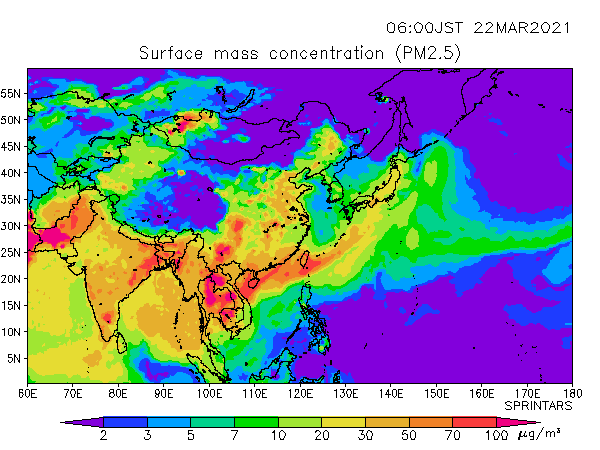 06:00JST 22MAR2021
Surface mass concentration (PM2.5)
55N
50N
45N
40N
35N
30N
25N
20N
15N
10N
5N
60E 70E 80E 90E 100E 110E 120E 130E 140E 150E 160E 170E 180
SPRINTARS
2 3 5 7 10 20 30 50 70 100 μg/m³